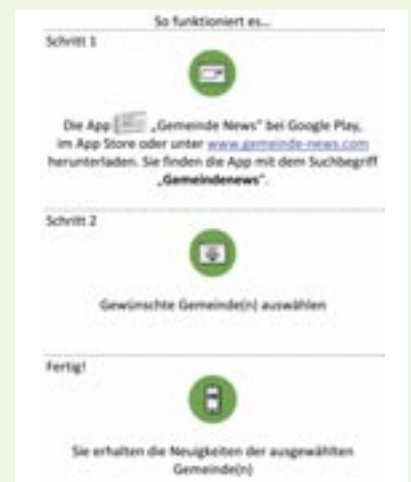 So funktioniert es...
Schritt 1
Die App „Gemeinde News" bei Google Play,
im App Store oder unter www.gemeinde-news.com
herunterladen. Sie finden die App mit dem Suchbegriff
„Gemeindenews".
Schritt 2
Gewünschte Gemeinde(n) auswählen
Fertig!
Sie erhalten die Neuigkeiten der ausgewählten
Gemeinde(n)